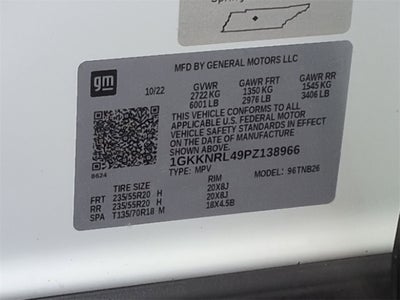 gm
MFD BY GENERAL MOTORS LLC
10/22 GVWR GAWR FRT GAWR RR
2722 KG 1350 KG 1545 KG
6001 LB 2976 LB 3406 LB
THIS VEHICLE CONFORMS TO ALL
APPLICABLE U.S. FEDERAL MOTOR
VEHICLE SAFETY STANDARDS IN EFFECT
ON THE DATE OF MANUFACTURE
SHOWN ABOVE.
1GKKNRL49PZ138966
TYPE: MPV MODEL: 96TNB26
B624
TIRE SIZE RIM
FRT 235/55R20 H 20X8J
RR 235/55R20 H 20X8J
SPA T135/70R18 M 18X4.5B